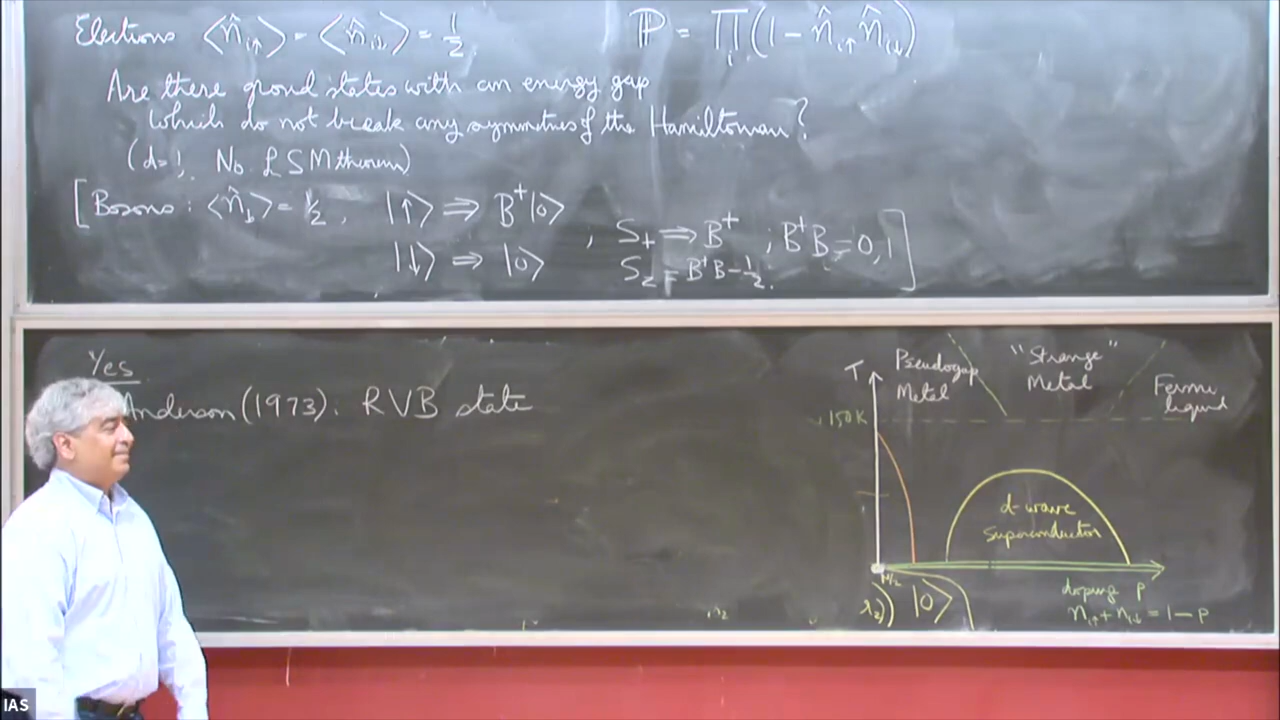 Electrons ⟨n̂i↑⟩ = ⟨n̂i↓⟩ = 1/2
ℙ = ∏i (1 - n̂i↑ n̂i↓)
Are there ground states with an energy gap
which do not break any symmetries of the Hamiltonian?
(d=1, No. LSM theorem)
[Bosons: ⟨n̂b⟩ = 1/2, |↑⟩ ⇒ B†|0⟩
|↓⟩ ⇒ |0⟩
, S+ ⇒ B† ; B†B = 0,1]
Sz = B†B - 1/2.
Yes
Anderson (1973). RVB state
T
Pseudogap
Metal
"Strange"
Metal
Fermi
liquid
150K
d-wave
superconductor
|0⟩
doping p
ni↑ + ni↓ = 1 - p
IAS